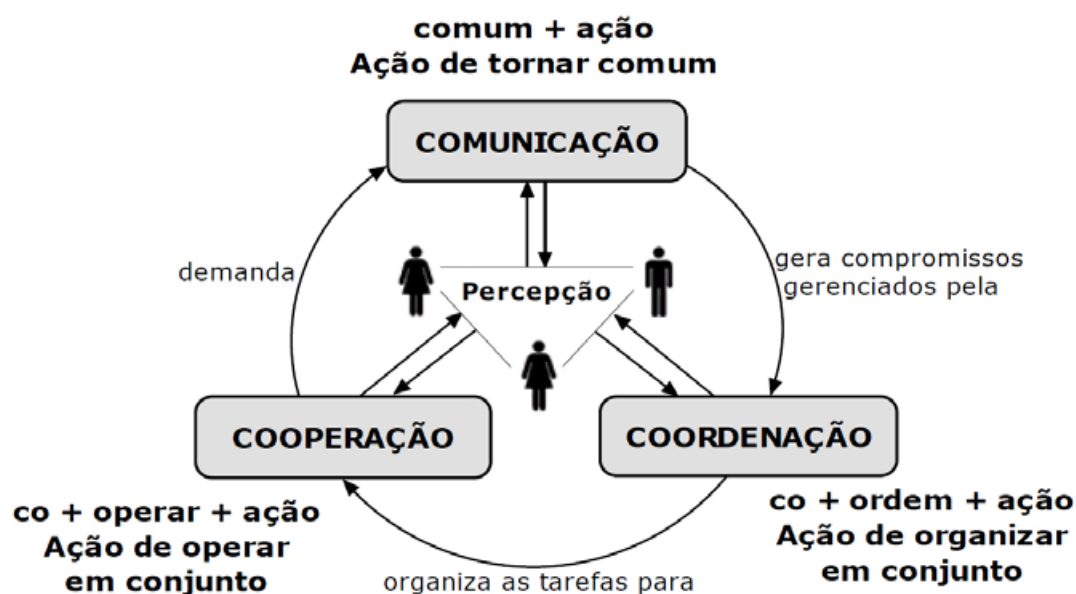 comum + ação
Ação de tornar comum
COMUNICAÇÃO
demanda
gera compromissos
gerenciados pela
Percepção
COOPERAÇÃO
COORDENAÇÃO
co + operar + ação
Ação de operar
em conjunto
co + ordem + ação
Ação de organizar
em conjunto
organiza as tarefas para